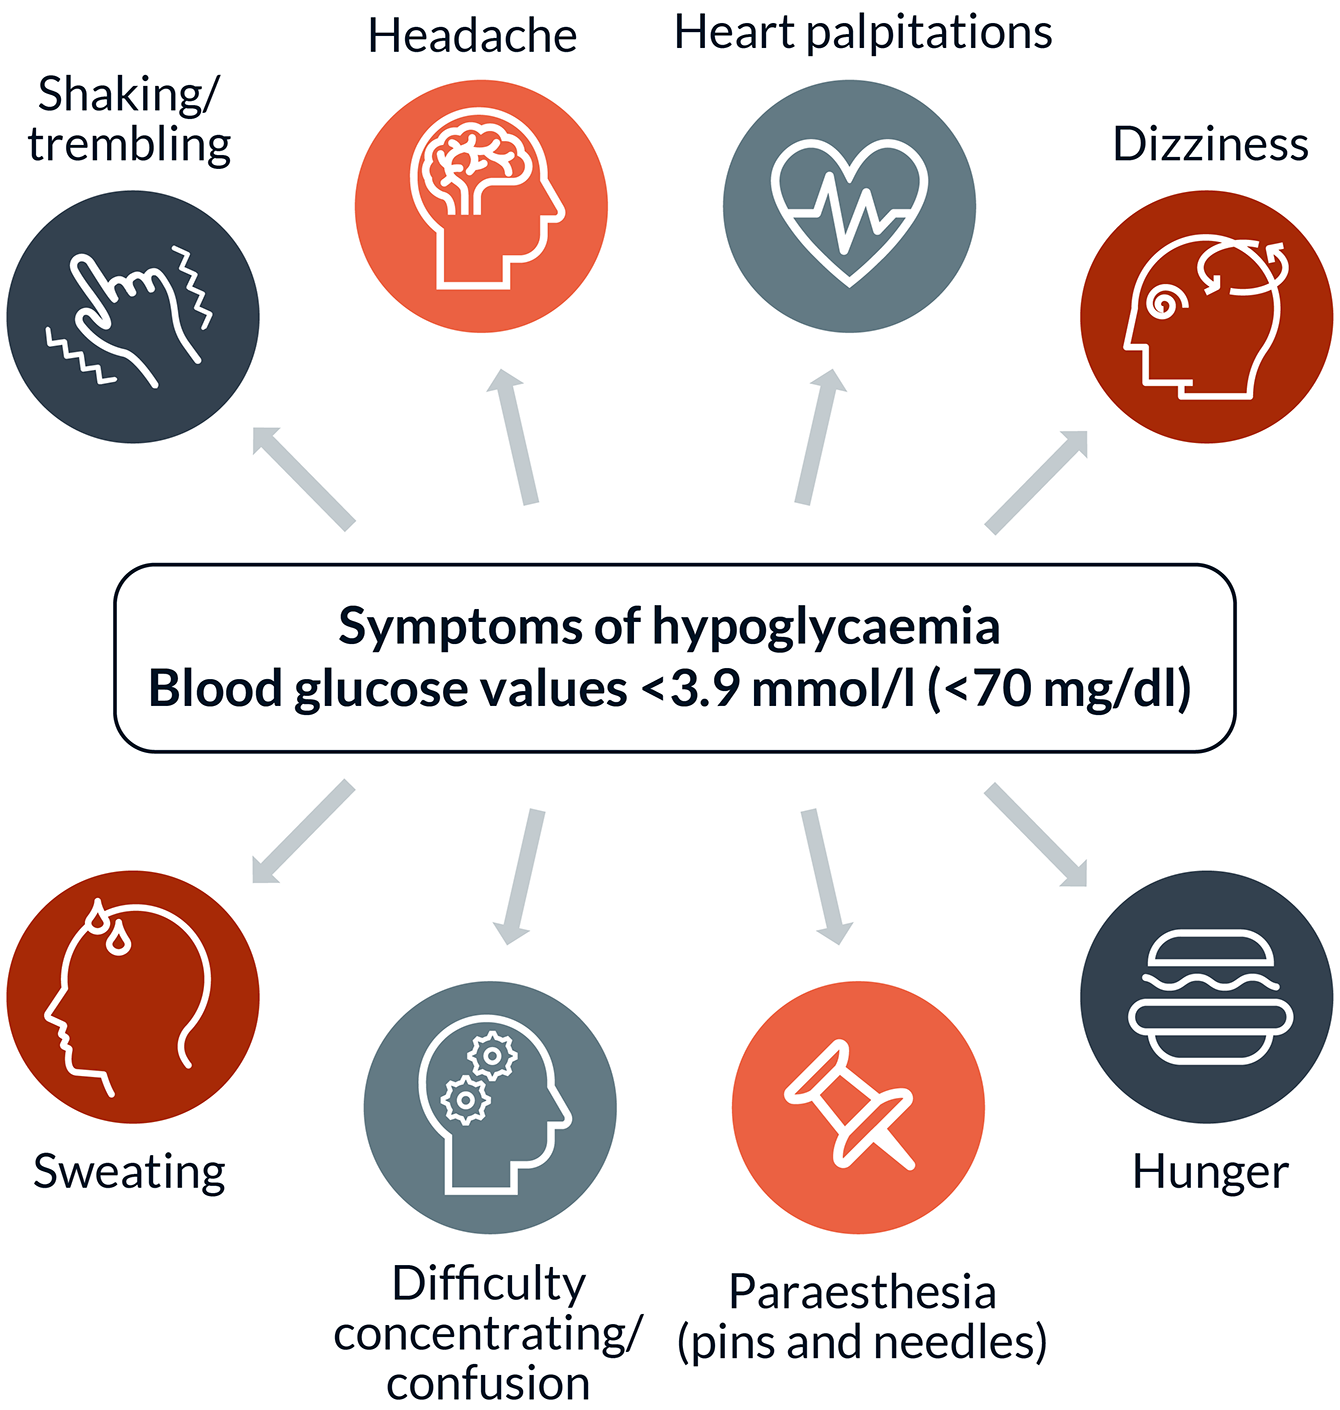 Headache
Heart palpitations
Shaking/
trembling
Dizziness
Symptoms of hypoglycaemia
Blood glucose values <3.9 mmol/l (<70 mg/dl)
Sweating
Hunger
Difficulty
concentrating/
confusion
Paraesthesia
(pins and needles)